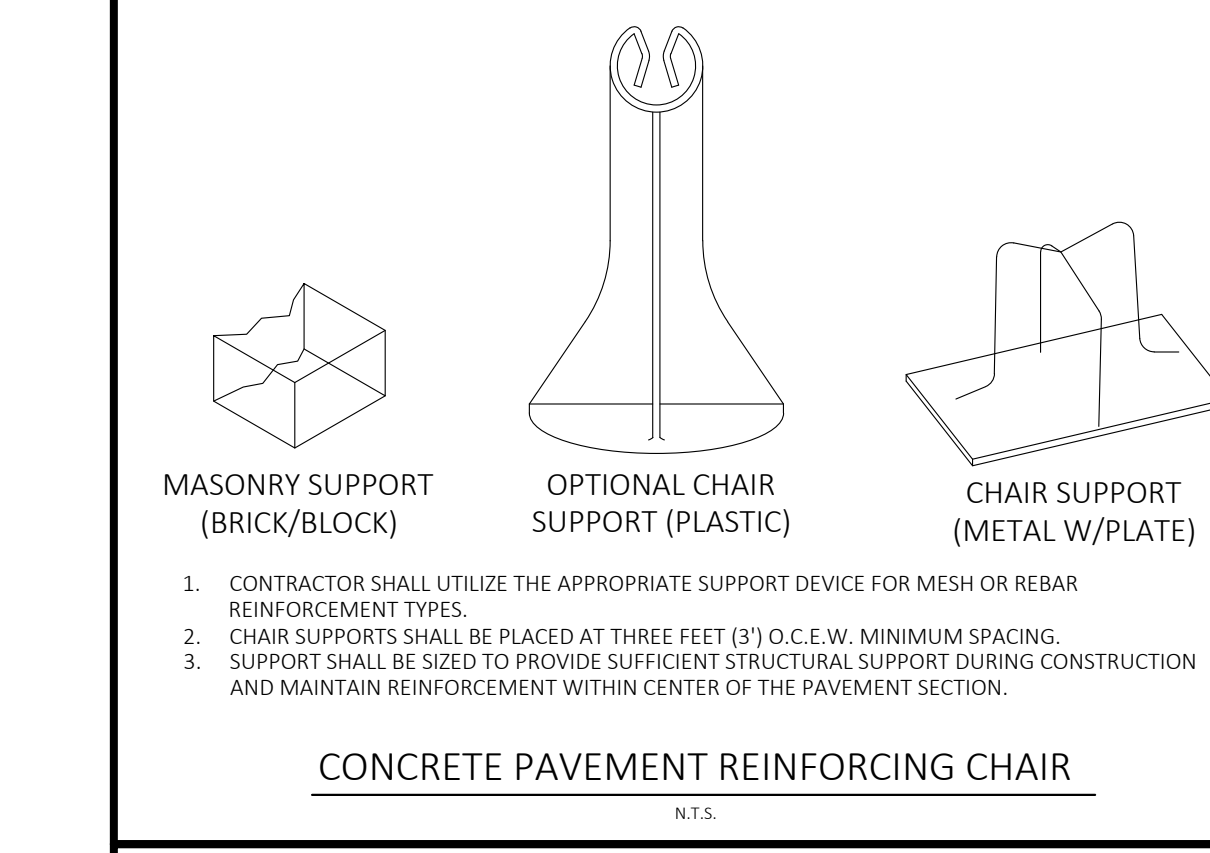 MASONRY SUPPORT
(BRICK/BLOCK)
OPTIONAL CHAIR
SUPPORT (PLASTIC)
CHAIR SUPPORT
(METAL W/PLATE)
1. CONTRACTOR SHALL UTILIZE THE APPROPRIATE SUPPORT DEVICE FOR MESH OR REBAR
REINFORCEMENT TYPES.
2. CHAIR SUPPORTS SHALL BE PLACED AT THREE FEET (3') O.C.E.W. MINIMUM SPACING.
3. SUPPORT SHALL BE SIZED TO PROVIDE SUFFICIENT STRUCTURAL SUPPORT DURING CONSTRUCTION
AND MAINTAIN REINFORCEMENT WITHIN CENTER OF THE PAVEMENT SECTION.
CONCRETE PAVEMENT REINFORCING CHAIR
N.T.S.